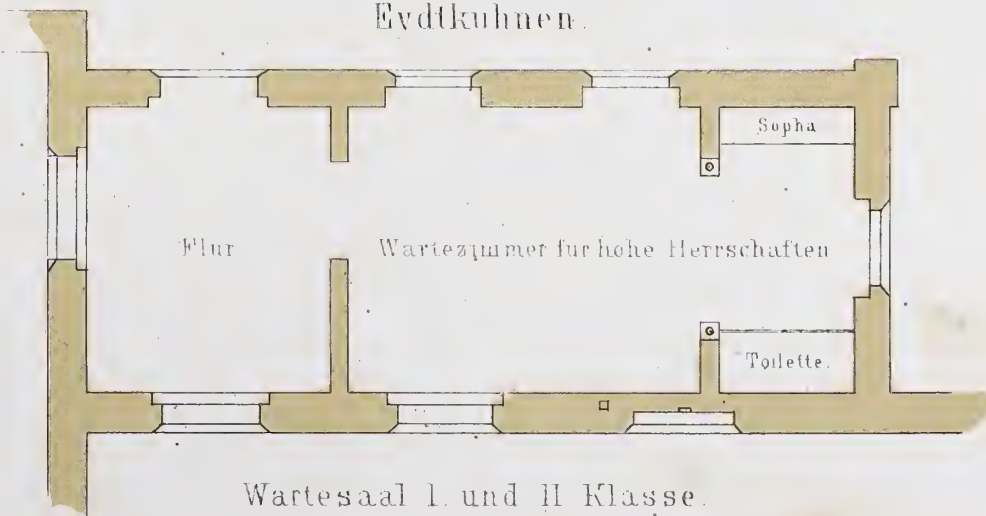 Eydtkuhnen.
Sopha
Flur
Wartezimmer für hohe Herrschaften
Toilette.
Wartesaal I. und II Klasse.